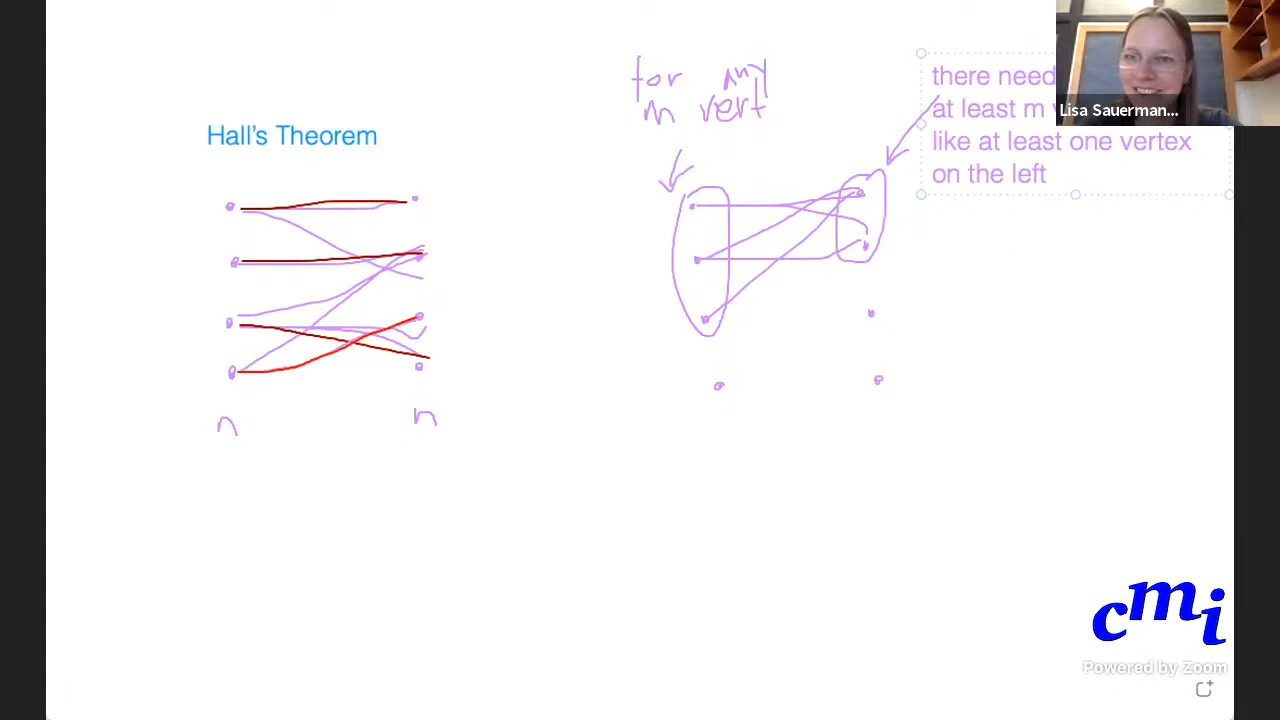 for any
m vert
there need
at least m
Lisa Sauerman...
like at least one vertex
on the left
Hall's Theorem
n
n
cmi
Powered by Zoom